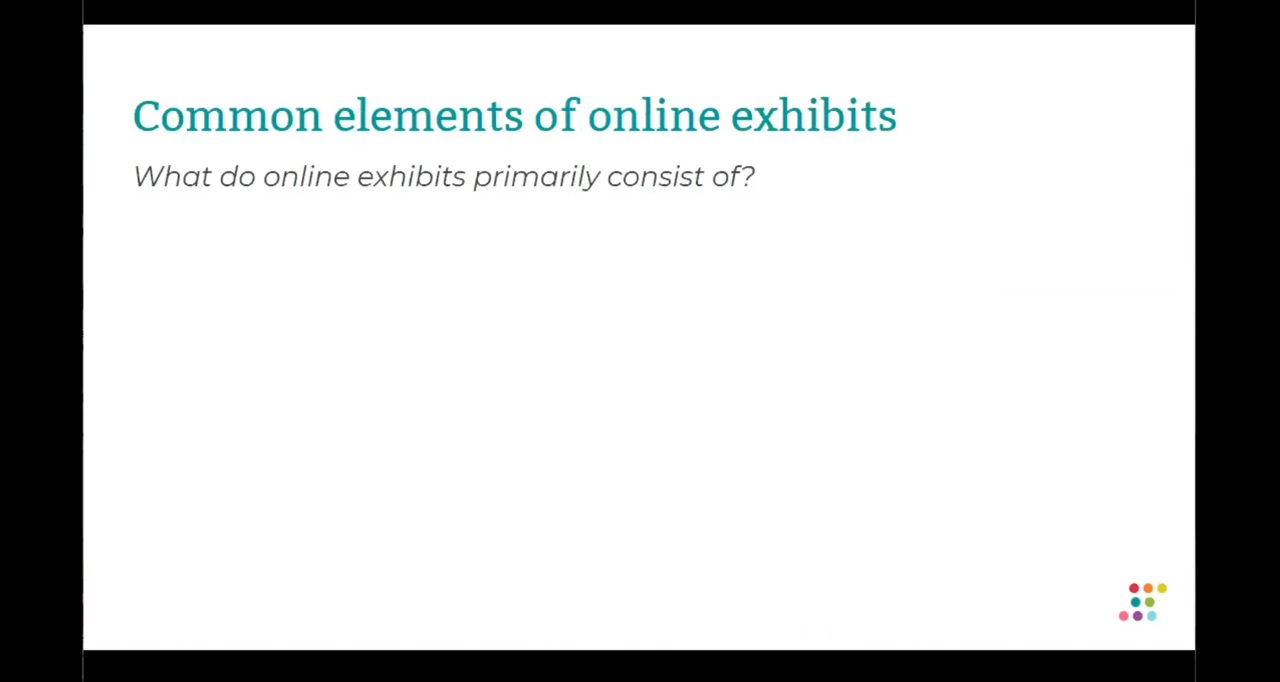 Common elements of online exhibits
What do online exhibits primarily consist of?